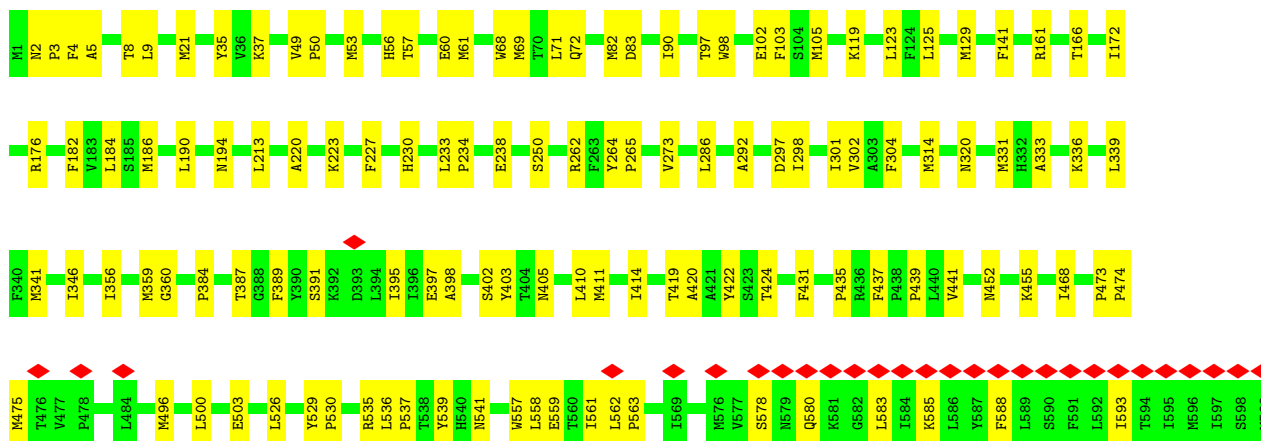 M1 N2 P3 F4 A5 T8 L9 M21 Y35 V36 K37 V49 P50 M53 H56 T57 E60 M61 W68 M69 T70 L71 Q72 M82 D83 I90 T97 W98 E102 F103 S104 M105 K119 L123 F124 L125 M129 F141 R161 T166 I172
R176 F182 V183 L184 S185 M186 L190 N194 L213 A220 K223 F227 H230 L233 P234 E238 S250 R262 F263 Y264 P265 V273 L286 A292 D297 I298 I301 V302 A303 F304 M314 N320 M331 H332 A333 K336 L339
F340 M341 I346 I356 M359 G360 P384 T387 G388 F389 Y390 S391 K392 D393 L394 I395 I396 E397 A398 S402 Y403 T404 N405 L410 M411 I414 T419 A420 A421 Y422 S423 T424 F431 P435 R436 F437 P438 P439 L440 V441 N452 K455 I468 P473 P474
M475 T476 V477 P478 L484 M496 L500 E503 L526 Y529 P530 R535 L536 P537 T538 Y539 H540 N541 W557 L558 E559 T560 I561 L562 P563 I569 M576 V577 S578 N579 Q580 K581 G582 L583 I584 K585 L586 Y587 F588 L589 S590 F591 L592 I593 T594 I595 M596 I597 S598